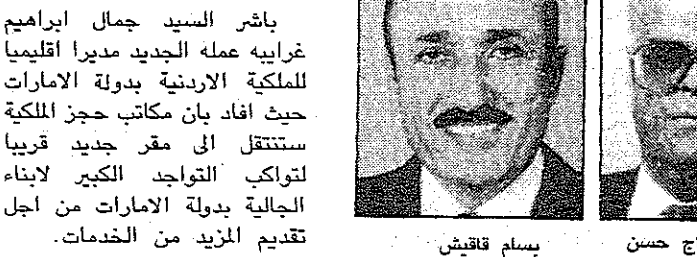 باشر السيد جمال ابراهيم
غرايبه عمله الجديد مديرا اقليميا
للملكية الاردنية بدولة الامارات
حيث افاد بان مكاتب حجز الملكية
ستنتقل الى مقر جديد قريبا
لتواكب التواجد الكبير لابناء
الجالية بدولة الامارات من اجل
تقديم المزيد من الخدمات.
بسام قاقيش
حسن